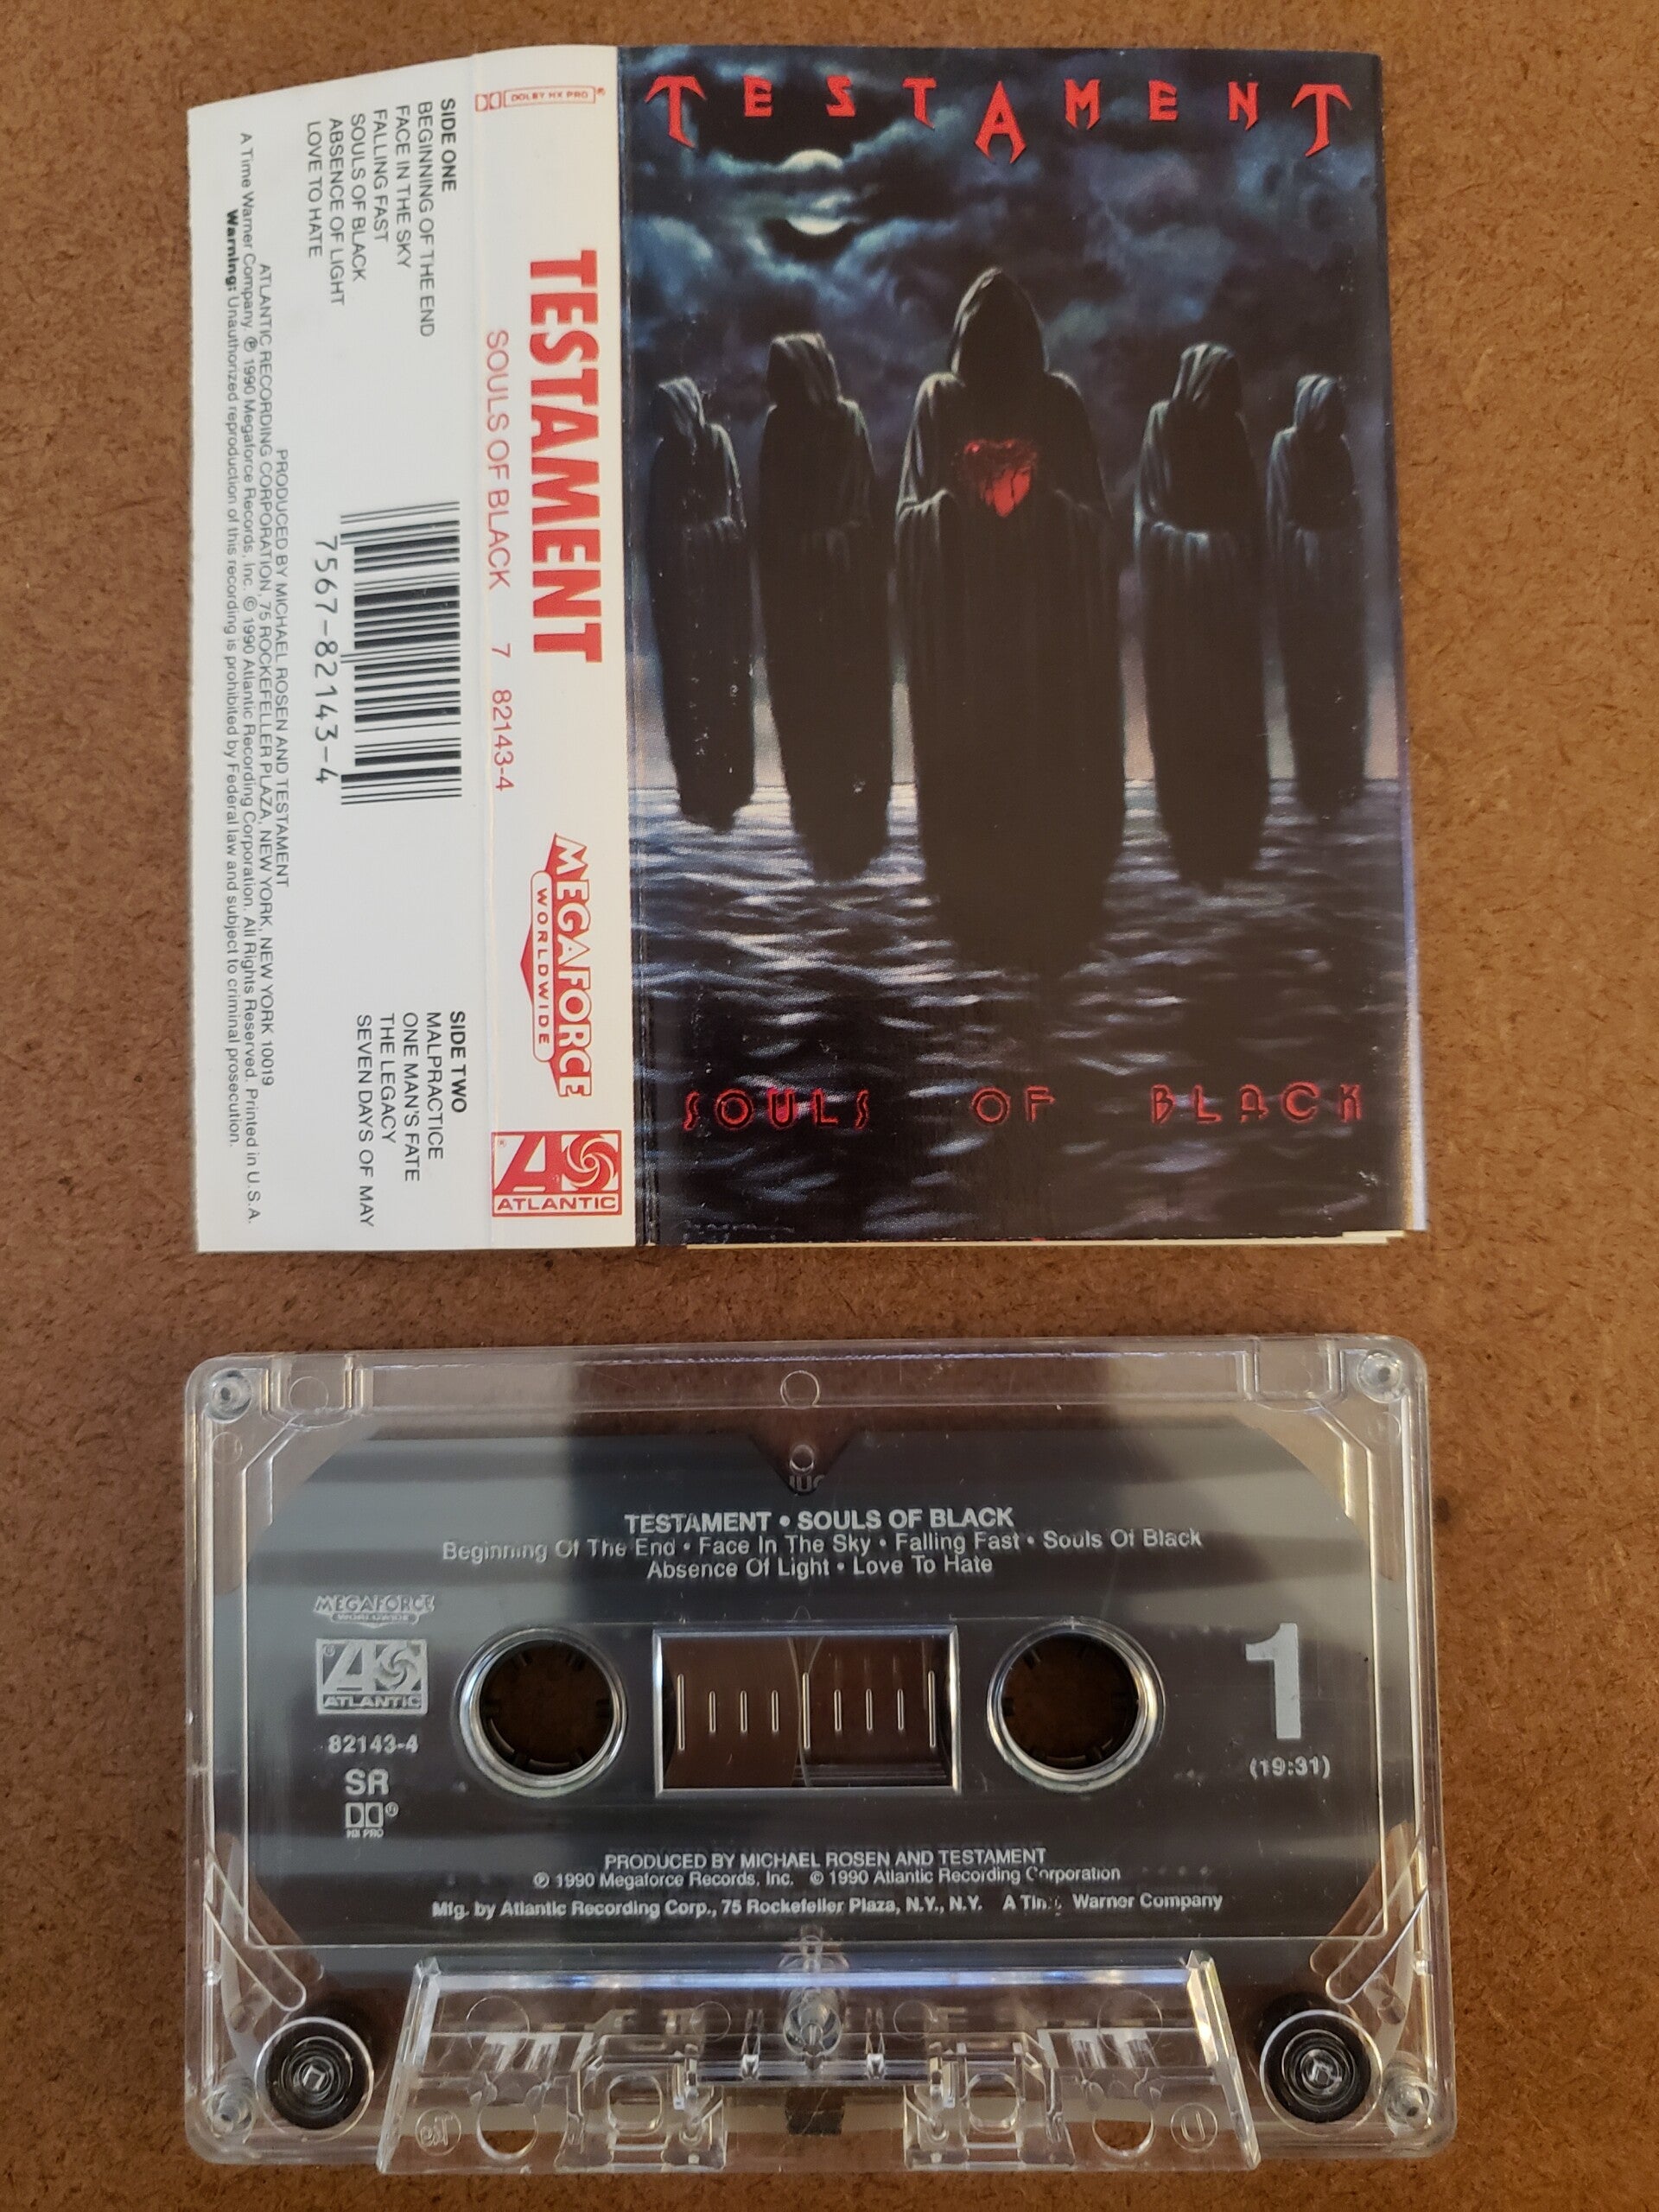 TESTAMENT
SOULS OF BLACK
DOLBY HX PRO
TESTAMENT
SOULS OF BLACK 7 82143-4
MEGAFORCE
WORLDWIDE
ATLANTIC
SIDE ONE
BEGINNING OF THE END
FACE IN THE SKY
FALLING FAST
SOULS OF BLACK
ABSENCE OF LIGHT
LOVE TO HATE
7567-82143-4
SIDE TWO
MALPRACTICE
ONE MAN'S FATE
THE LEGACY
SEVEN DAYS OF MAY
PRODUCED BY MICHAEL ROSEN AND TESTAMENT
ATLANTIC RECORDING CORPORATION, 75 ROCKEFELLER PLAZA, NEW YORK, NEW YORK 10019
A Time Warner Company. ℗ 1990 Megaforce Records, Inc. © 1990 Atlantic Recording Corporation. All Rights Reserved. Printed in U.S.A.
Warning: Unauthorized reproduction of this recording is prohibited by Federal law and subject to criminal prosecution.
TESTAMENT • SOULS OF BLACK
Beginning Of The End • Face In The Sky • Falling Fast • Souls Of Black
Absence Of Light • Love To Hate
MEGAFORCE
WORLDWIDE
ATLANTIC
82143-4
SR
HX PRO
1
(19:31)
PRODUCED BY MICHAEL ROSEN AND TESTAMENT
℗ 1990 Megaforce Records, Inc. © 1990 Atlantic Recording Corporation
Mfg. by Atlantic Recording Corp., 75 Rockefeller Plaza, N.Y., N.Y. A Time Warner Company